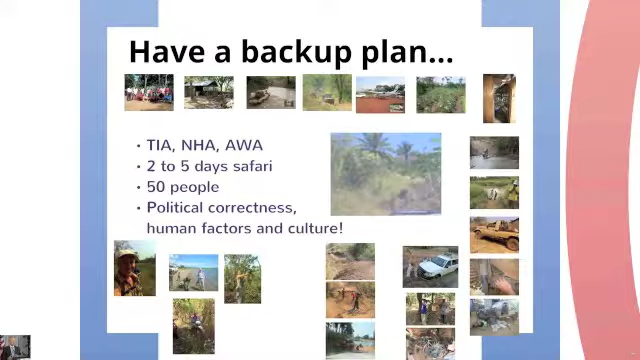 Have a backup plan...
• TIA, NHA, AWA
• 2 to 5 days safari
• 50 people
• Political correctness,
human factors and culture!